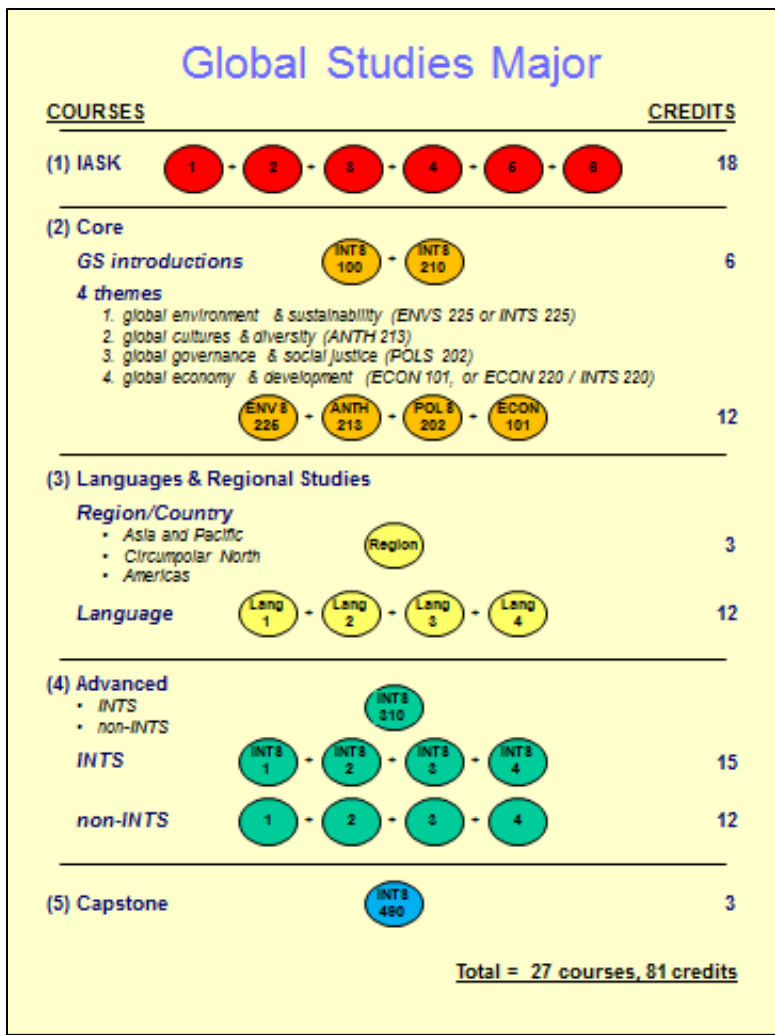 Global Studies Major
COURSES CREDITS
(1) IASK 1 + 2 + 3 + 4 + 5 + 6 18
(2) Core
GS introductions INTS 100 + INTS 210 6
4 themes
1. global environment & sustainability (ENVS 225 or INTS 225)
2. global cultures & diversity (ANTH 213)
3. global governance & social justice (POLS 202)
4. global economy & development (ECON 101, or ECON 220 / INTS 220)
ENVS 225 + ANTH 213 + POLS 202 + ECON 101 12
(3) Languages & Regional Studies
Region/Country
• Asia and Pacific
• Circumpolar North
• Americas
Region 3
Language Lang 1 + Lang 2 + Lang 3 + Lang 4 12
(4) Advanced
• INTS
• non-INTS
INTS 310
INTS INTS 1 + INTS 2 + INTS 3 + INTS 4 15
non-INTS 1 + 2 + 3 + 4 12
(5) Capstone INTS 490 3
Total = 27 courses, 81 credits